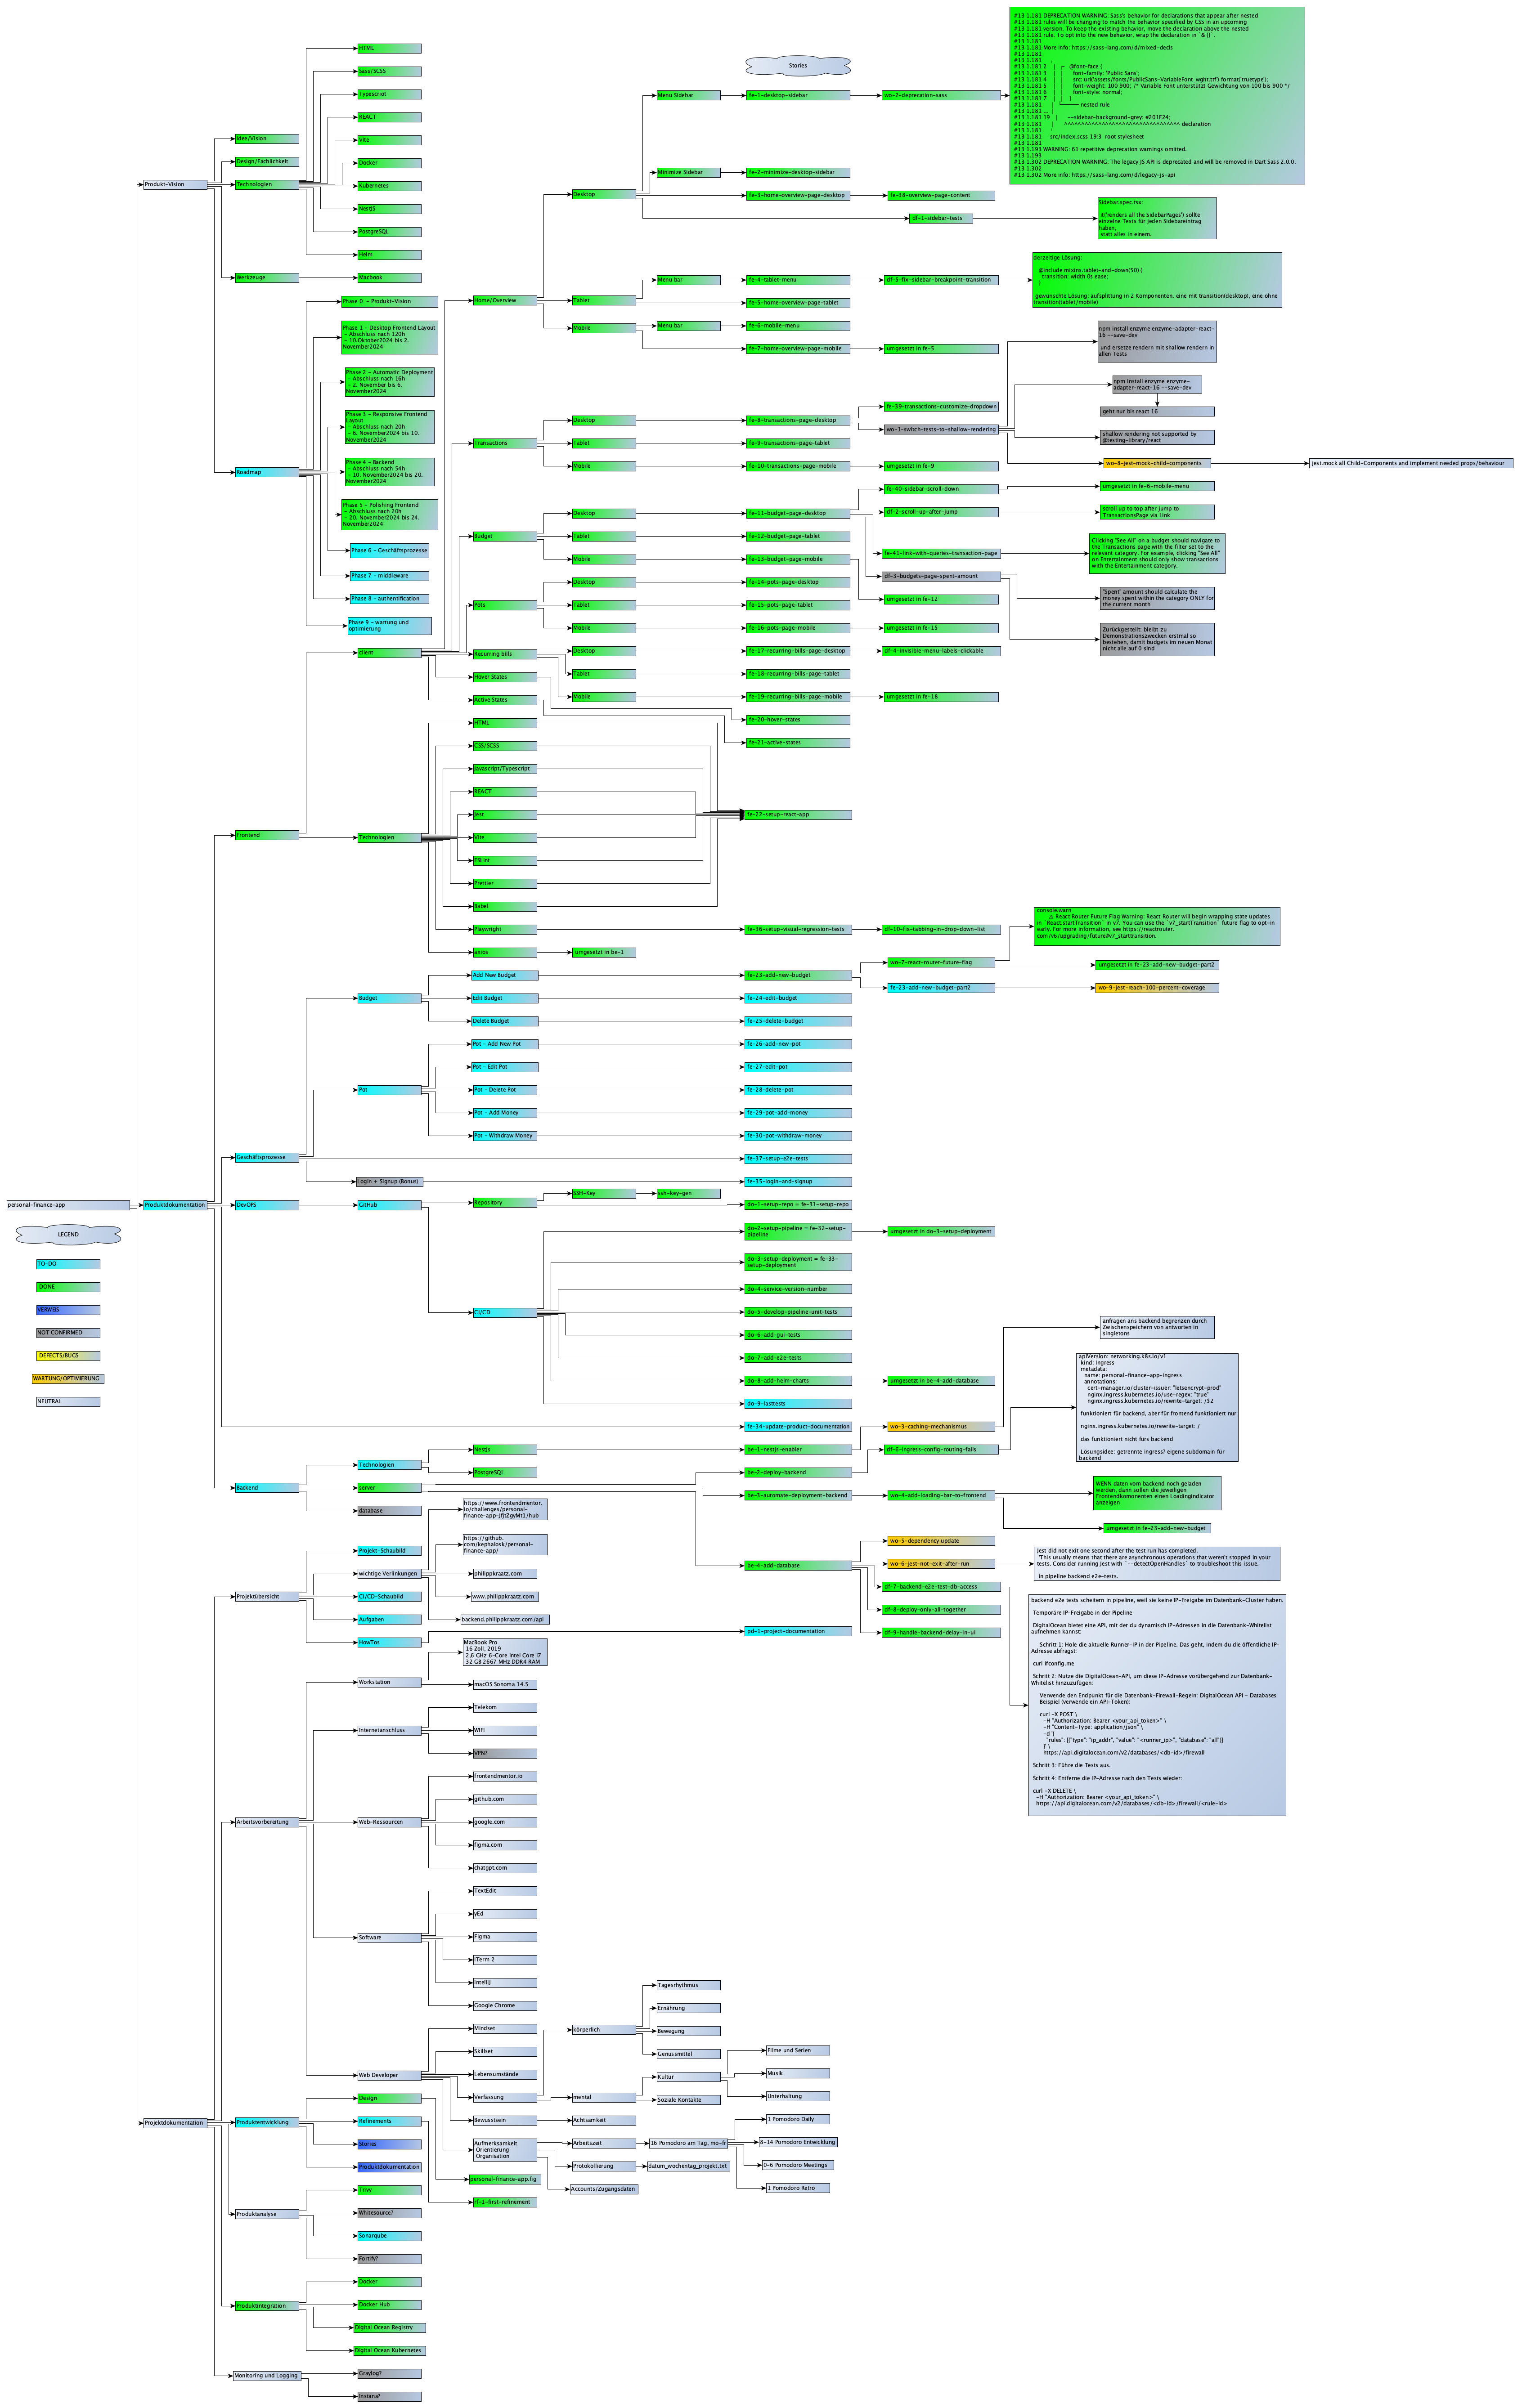 #13 1.181 DEPRECATION WARNING: Sass's behavior for declarations that appear after nested
#13 1.181 rules will be changing to match the behavior specified by CSS in an upcoming
#13 1.181 version. To keep the existing behavior, move the declaration above the nested
#13 1.181 rule. To opt into the new behavior, wrap the declaration in `& {}`.
#13 1.181
#13 1.181 More info: https://sass-lang.com/d/mixed-decls
#13 1.181
#13 1.181
#13 1.181 2 │ ┌ @font-face {
#13 1.181 3 │ │ font-family: 'Public Sans';
#13 1.181 4 │ │ src: url('assets/fonts/PublicSans-VariableFont_wght.ttf') format('truetype');
#13 1.181 5 │ │ font-weight: 100 900; /* Variable Font unterstützt Gewichtung von 100 bis 900 */
#13 1.181 6 │ │ font-style: normal;
#13 1.181 7 │ │ }
#13 1.181 │ └─── nested rule
#13 1.181 ... │
#13 1.181 19 │ --sidebar-background-grey: #201F24;
#13 1.181 │ ^^^^^^^^^^^^^^^^^^^^^^^^^^^^^^^^^^ declaration
#13 1.181
#13 1.181 src/index.scss 19:3 root stylesheet
#13 1.181
#13 1.193 WARNING: 61 repetitive deprecation warnings omitted.
#13 1.193
#13 1.302 DEPRECATION WARNING: The legacy JS API is deprecated and will be removed in Dart Sass 2.0.0.
#13 1.302
#13 1.302 More Info: https://sass-lang.com/d/legacy-js-api
Stories
HTML
Sass/SCSS
Typescript
REACT
Vite
Docker
Kubernetes
NestJS
PostgreSQL
Helm
Macbook
Idee/Vision
Design/Fachlichkeit
Technologien
Werkzeuge
Produkt-Vision
Menu Sidebar
fe-1-desktop-sidebar
wo-2-deprecation-sass
Minimize Sidebar
fe-2-minimize-desktop-sidebar
Desktop
fe-3-home-overview-page-desktop
fe-38-overview-page-content
df-1-sidebar-tests
Sidebar.spec.tsx:
it('renders all the SidebarPages') sollte
einzelne Tests für jeden Sidebareintrag
haben,
statt alles in einem.
Home/Overview
Tablet
Menu bar
fe-4-tablet-menu
df-5-fix-sidebar-breakpoint-transition
derzeitige Lösung:
@include mixins.tablet-and-down(50) {
transition: width 0s ease;
}
gewünschte Lösung: aufsplittung in 2 Komponenten. eine mit transition(desktop), eine ohne
transition(tablet/mobile)
fe-5-home-overview-page-tablet
Mobile
Menu bar
fe-6-mobile-menu
fe-7-home-overview-page-mobile
umgesetzt in fe-5
Phase 0 - Produkt-Vision
Phase 1 - Desktop Frontend Layout
- Abschluss nach 120h
- 10.Oktober2024 bis 2.
November2024
Phase 2 - Automatic Deployment
- Abschluss nach 16h
- 2. November bis 6.
November2024
Phase 3 - Responsive Frontend
Layout
- Abschluss nach 20h
- 6. November2024 bis 10.
November2024
Phase 4 - Backend
- Abschluss nach 54h
- 10. November2024 bis 20.
November2024
Phase 5 - Polishing Frontend
- Abschluss nach 20h
- 20. November2024 bis 24.
November2024
Phase 6 - Geschäftsprozesse
Phase 7 - middleware
Phase 8 - authentification
Phase 9 - wartung und
optimierung
Roadmap
npm install enzyme enzyme-adapter-react-
16 --save-dev
und ersetze rendern mit shallow rendern in
allen Tests
npm install enzyme enzyme-
adapter-react-16 --save-dev
geht nur bis react 16
shallow rendering not supported by
@testing-library/react
wo-8-jest-mock-child-components
jest.mock all Child-Components and implement needed props/behaviour
Transactions
Desktop
fe-8-transactions-page-desktop
fe-39-transactions-customize-dropdown
wo-1-switch-tests-to-shallow-rendering
Tablet
fe-9-transactions-page-tablet
Mobile
fe-10-transactions-page-mobile
umgesetzt in fe-9
Budget
Desktop
fe-11-budget-page-desktop
fe-40-sidebar-scroll-down
umgesetzt in fe-6-mobile-menu
df-2-scroll-up-after-jump
scroll up to top after jump to
TransactionsPage via Link
Tablet
fe-12-budget-page-tablet
Mobile
fe-13-budget-page-mobile
fe-41-link-with-queries-transaction-page
Clicking "See All" on a budget should navigate to
the Transactions page with the filter set to the
relevant category. For example, clicking "See All"
on Entertainment should only show transactions
with the Entertainment category.
df-3-budgets-page-spent-amount
"Spent" amount should calculate the
money spent within the category ONLY for
the current month
Zurückgestellt: bleibt zu
Demonstrationszwecken erstmal so
bestehen, damit budgets im neuen Monat
nicht alle auf 0 sind
umgesetzt in fe-12
Pots
Desktop
fe-14-pots-page-desktop
Tablet
fe-15-pots-page-tablet
Mobile
fe-16-pots-page-mobile
umgesetzt in fe-15
client
Recurring bills
Desktop
fe-17-recurring-bills-page-desktop
df-4-invisible-menu-labels-clickable
Tablet
fe-18-recurring-bills-page-tablet
Mobile
fe-19-recurring-bills-page-mobile
umgesetzt in fe-18
Hover States
fe-20-hover-states
Active States
fe-21-active-states
Frontend
Technologien
HTML
CSS/SCSS
Javascript/Typescript
REACT
Jest
Vite
ESLint
Prettier
Babel
fe-22-setup-react-app
Playwright
fe-36-setup-visual-regression-tests
df-10-fix-tabbing-in-drop-down-list
axios
umgesetzt in be-1
console.warn
⚠ React Router Future Flag Warning: React Router will begin wrapping state updates
in `React.startTransition` in v7. You can use the `v7_startTransition` future flag to opt-in
early. For more information, see https://reactrouter.
com/v6/upgrading/future#v7_starttransition.
Budget
Add New Budget
fe-23-add-new-budget
wo-7-react-router-future-flag
umgesetzt in fe-23-add-new-budget-part2
fe-23-add-new-budget-part2
wo-9-jest-reach-100-percent-coverage
Edit Budget
fe-24-edit-budget
Delete Budget
fe-25-delete-budget
Pot
Pot - Add New Pot
fe-26-add-new-pot
Pot - Edit Pot
fe-27-edit-pot
Pot - Delete Pot
fe-28-delete-pot
Pot - Add Money
fe-29-pot-add-money
Pot - Withdraw Money
fe-30-pot-withdraw-money
Geschäftsprozesse
fe-37-setup-e2e-tests
Login + Signup (Bonus)
fe-35-login-and-signup
personal-finance-app
Produktdokumentation
DevOPS
GitHub
Repository
SSH-Key
ssh-key-gen
do-1-setup-repo = fe-31-setup-repo
LEGEND
TO-DO
DONE
VERWEIS
NOT CONFIRMED
DEFECTS/BUGS
WARTUNG/OPTIMIERUNG
NEUTRAL
CI/CD
do-2-setup-pipeline = fe-32-setup-
pipeline
umgesetzt in do-3-setup-deployment
do-3-setup-deployment = fe-33-
setup-deployment
do-4-service-version-number
do-5-develop-pipeline-unit-tests
do-6-add-gui-tests
do-7-add-e2e-tests
do-8-add-helm-charts
umgesetzt in be-4-add-database
do-9-lasttests
fe-34-update-product-documentation
anfragen ans backend begrenzen durch
Zwischenspeichern von antworten in
singletons
apiVersion: networking.k8s.io/v1
kind: Ingress
metadata:
name: personal-finance-app-ingress
annotations:
cert-manager.io/cluster-issuer: "letsencrypt-prod"
nginx.ingress.kubernetes.io/use-regex: "true"
nginx.ingress.kubernetes.io/rewrite-target: /$2
funktioniert für backend, aber für frontend funktioniert nur
nginx.ingress.kubernetes.io/rewrite-target: /
das funktioniert nicht fürs backend
Lösungsidee: getrennte ingress? eigene subdomain für
backend
Backend
Technologien
NestJs
be-1-nestjs-enabler
wo-3-caching-mechanismus
PostgreSQL
be-2-deploy-backend
df-6-ingress-config-routing-fails
server
be-3-automate-deployment-backend
wo-4-add-loading-bar-to-frontend
WENN daten vom backend noch geladen
werden, dann sollen die jeweiligen
Frontendkomonenten einen Loadingindicator
anzeigen
umgesetzt in fe-23-add-new-budget
database
be-4-add-database
wo-5-dependency update
wo-6-jest-not-exit-after-run
Jest did not exit one second after the test run has completed.
'This usually means that there are asynchronous operations that weren't stopped in your
tests. Consider running Jest with `--detectOpenHandles` to troubleshoot this issue.
in pipeline backend e2e-tests.
df-7-backend-e2e-test-db-access
df-8-deploy-only-all-together
df-9-handle-backend-delay-in-ui
backend e2e tests scheitern in pipeline, weil sie keine IP-Freigabe im Datenbank-Cluster haben.
Temporäre IP-Freigabe in der Pipeline
DigitalOcean bietet eine API, mit der du dynamisch IP-Adressen in die Datenbank-Whitelist
aufnehmen kannst:
Schritt 1: Hole die aktuelle Runner-IP in der Pipeline. Das geht, indem du die öffentliche IP-
Adresse abfragst:
curl ifconfig.me
Schritt 2: Nutze die DigitalOcean-API, um diese IP-Adresse vorübergehend zur Datenbank-
Whitelist hinzuzufügen:
Verwende den Endpunkt für die Datenbank-Firewall-Regeln: DigitalOcean API - Databases
Beispiel (verwende ein API-Token):
curl -X POST \
-H "Authorization: Bearer <your_api_token>" \
-H "Content-Type: application/json" \
-d '{
"rules": [{"type": "ip_addr", "value": "<runner_ip>", "database": "all"}]
}' \
https://api.digitalocean.com/v2/databases/<db-id>/firewall
Schritt 3: Führe die Tests aus.
Schritt 4: Entferne die IP-Adresse nach den Tests wieder:
curl -X DELETE \
-H "Authorization: Bearer <your_api_token>" \
https://api.digitalocean.com/v2/databases/<db-id>/firewall/<rule-id>
Projektübersicht
Projekt-Schaubild
wichtige Verlinkungen
https://www.frontendmentor.
io/challenges/personal-
finance-app-JfjtZgyMt1/hub
https://github.
com/kephalosk/personal-
finance-app/
philippkraatz.com
www.philippkraatz.com
backend.philippkraatz.com/api
CI/CD-Schaubild
Aufgaben
HowTos
pd-1-project-documentation
Arbeitsvorbereitung
Workstation
MacBook Pro
16 Zoll, 2019
2,6 GHz 6-Core Intel Core i7
32 GB 2667 MHz DDR4 RAM
macOS Sonoma 14.5
Internetanschluss
Telekom
WIFI
VPN?
Web-Ressourcen
frontendmentor.io
github.com
google.com
figma.com
chatgpt.com
Software
TextEdit
yEd
Figma
ITerm 2
IntelliJ
Google Chrome
Web Developer
Mindset
Skillset
Lebensumstände
Verfassung
körperlich
Tagesrhythmus
Ernährung
Bewegung
Genussmittel
mental
Kultur
Filme und Serien
Musik
Unterhaltung
Soziale Kontakte
Bewusstsein
Achtsamkeit
Aufmerksamkeit
Orientierung
Organisation
Arbeitszeit
16 Pomodoro am Tag, mo-fr
1 Pomodoro Daily
8-14 Pomodoro Entwicklung
0-6 Pomodoro Meetings
1 Pomodoro Retro
Protokollierung
datum_wochentag_projekt.txt
Accounts/Zugangsdaten
Projektdokumentation
Produktentwicklung
Design
personal-finance-app.fig
Refinements
rf-1-first-refinement
Stories
Produktdokumentation
Produktanalyse
Trivy
Whitesource?
Sonarqube
Fortify?
Produktintegration
Docker
Docker Hub
Digital Ocean Registry
Digital Ocean Kubernetes
Monitoring und Logging
Graylog?
Instana?